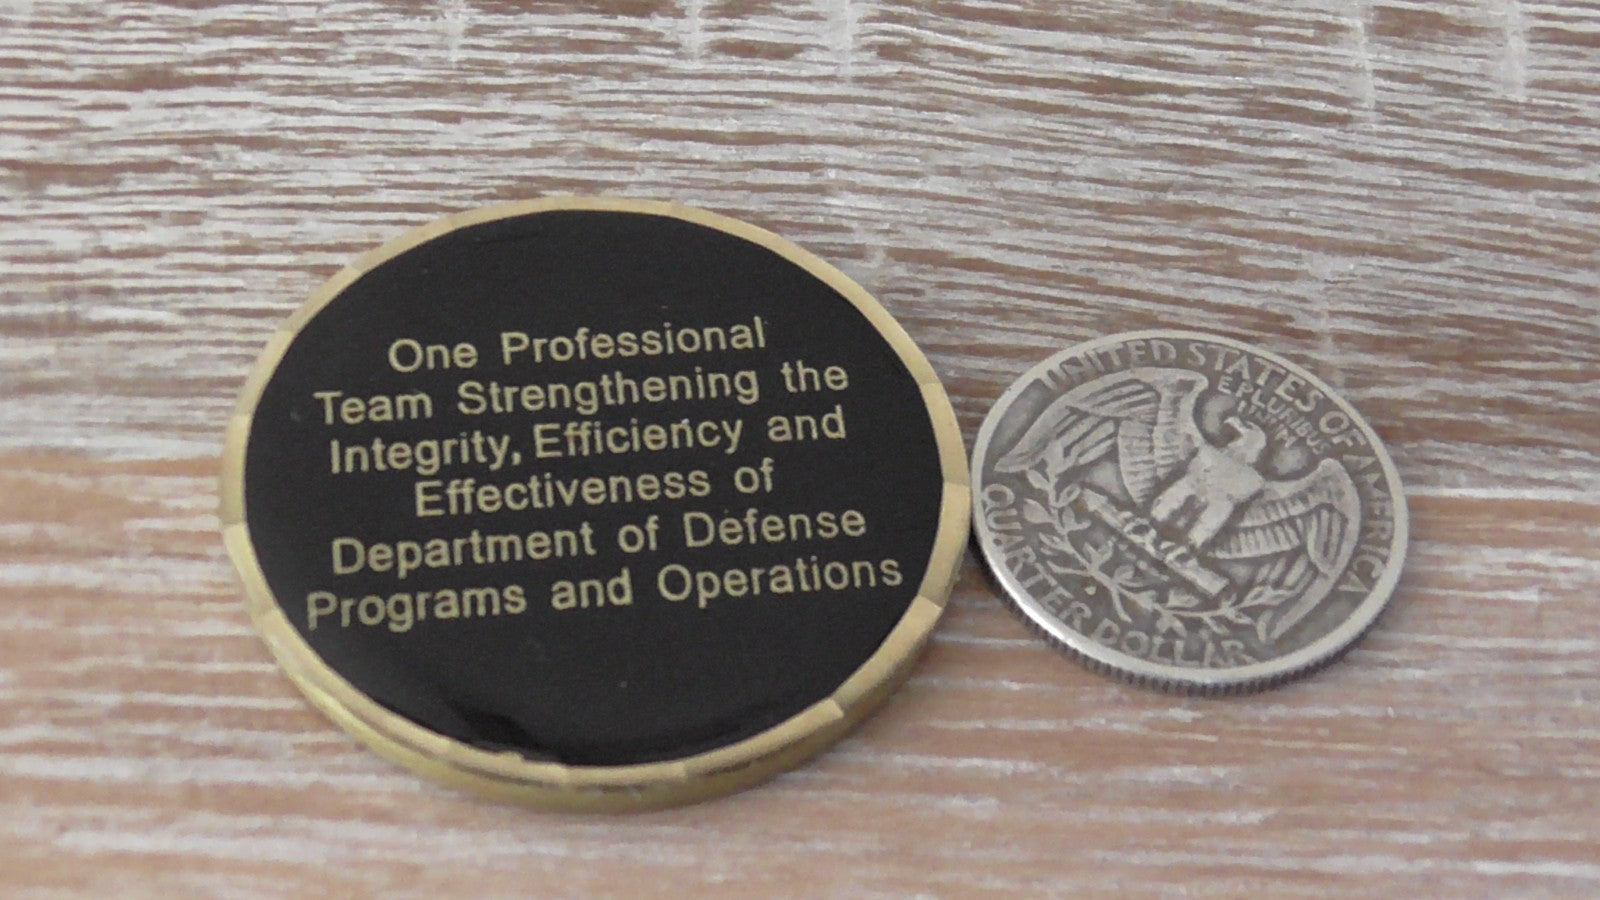 One Professional
Team Strengthening the
Integrity, Efficiency and
Effectiveness of
Department of Defense
Programs and Operations
UNITED STATES OF AMERICA
E PLURIBUS
UNUM
QUARTER DOLLAR